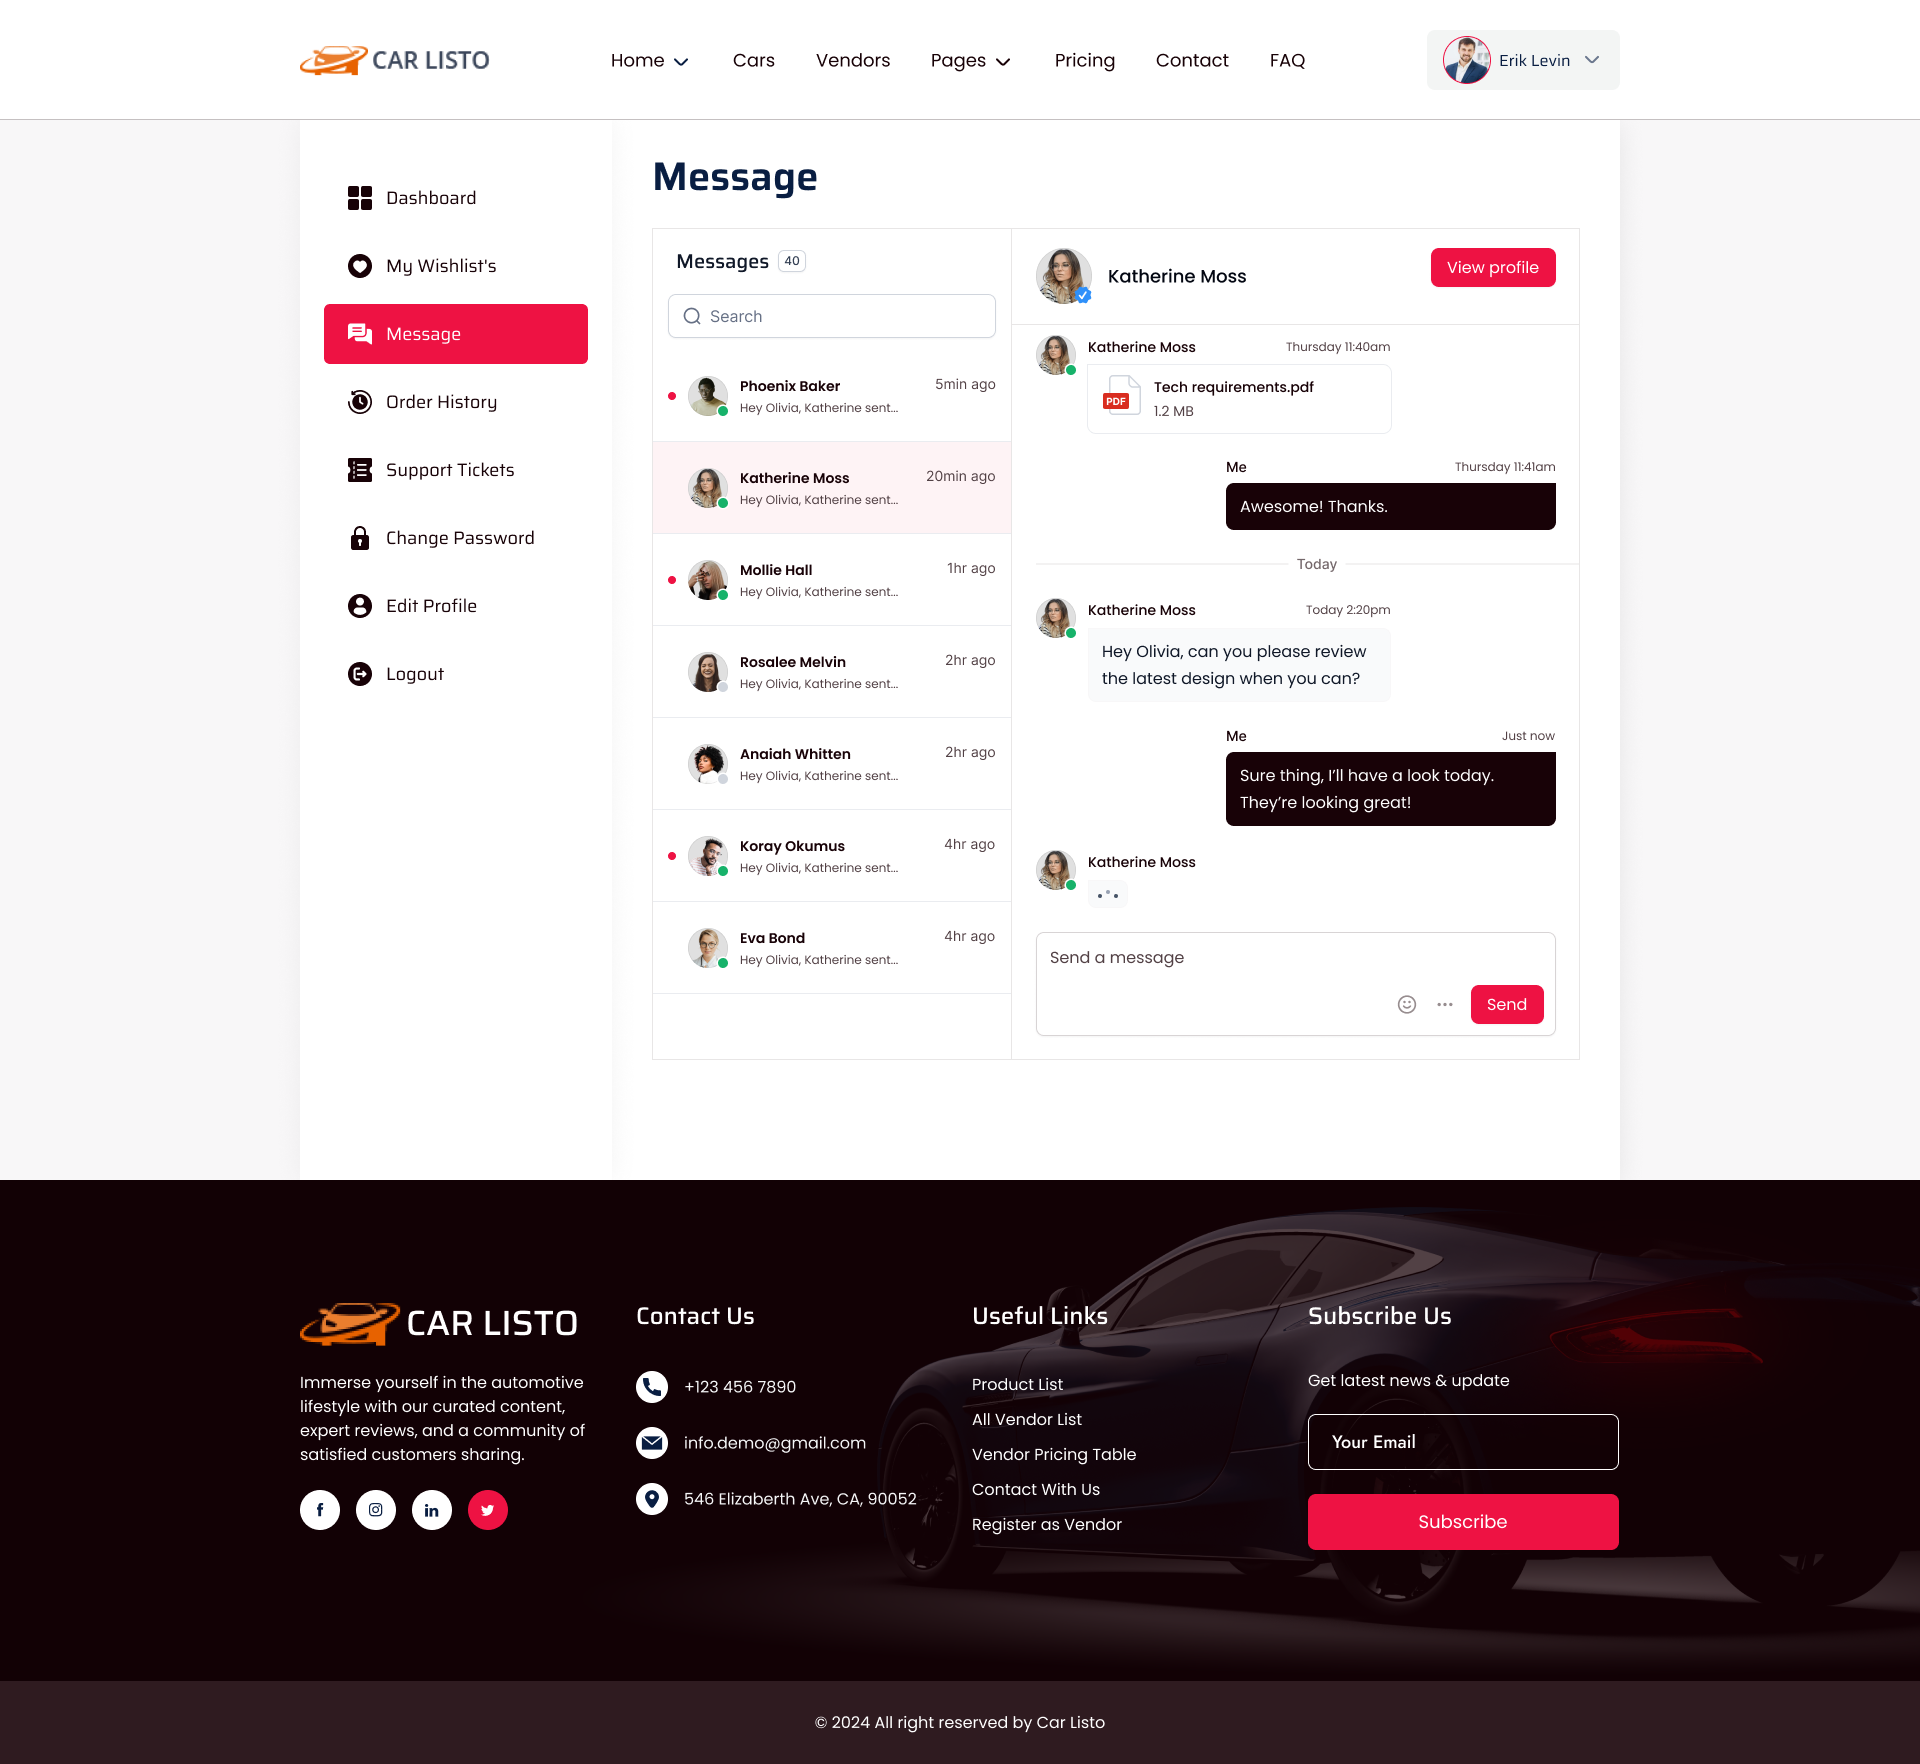 CAR LISTO
Home
Cars
Vendors
Pages
Pricing
Contact
FAQ
Erik Levin
Dashboard
My Wishlist's
Message
Order History
Support Tickets
Change Password
Edit Profile
Logout
Message
Messages 40
Search
Phoenix Baker 5min ago
Hey Olivia, Katherine sent...
Katherine Moss 20min ago
Hey Olivia, Katherine sent...
Mollie Hall 1hr ago
Hey Olivia, Katherine sent...
Rosalee Melvin 2hr ago
Hey Olivia, Katherine sent...
Anaiah Whitten 2hr ago
Hey Olivia, Katherine sent...
Koray Okumus 4hr ago
Hey Olivia, Katherine sent...
Eva Bond 4hr ago
Hey Olivia, Katherine sent...
Katherine Moss
View profile
Katherine Moss Thursday 11:40am
PDF
Tech requirements.pdf
1.2 MB
Me Thursday 11:41am
Awesome! Thanks.
Today
Katherine Moss Today 2:20pm
Hey Olivia, can you please review
the latest design when you can?
Me Just now
Sure thing, I’ll have a look today.
They’re looking great!
Katherine Moss
Send a message
Send
CAR LISTO
Immerse yourself in the automotive
lifestyle with our curated content,
expert reviews, and a community of
satisfied customers sharing.
f
in
Contact Us
+123 456 7890
info.demo@gmail.com
546 Elizaberth Ave, CA, 90052
Useful Links
Product List
All Vendor List
Vendor Pricing Table
Contact With Us
Register as Vendor
Subscribe Us
Get latest news & update
Your Email
Subscribe
© 2024 All right reserved by Car Listo